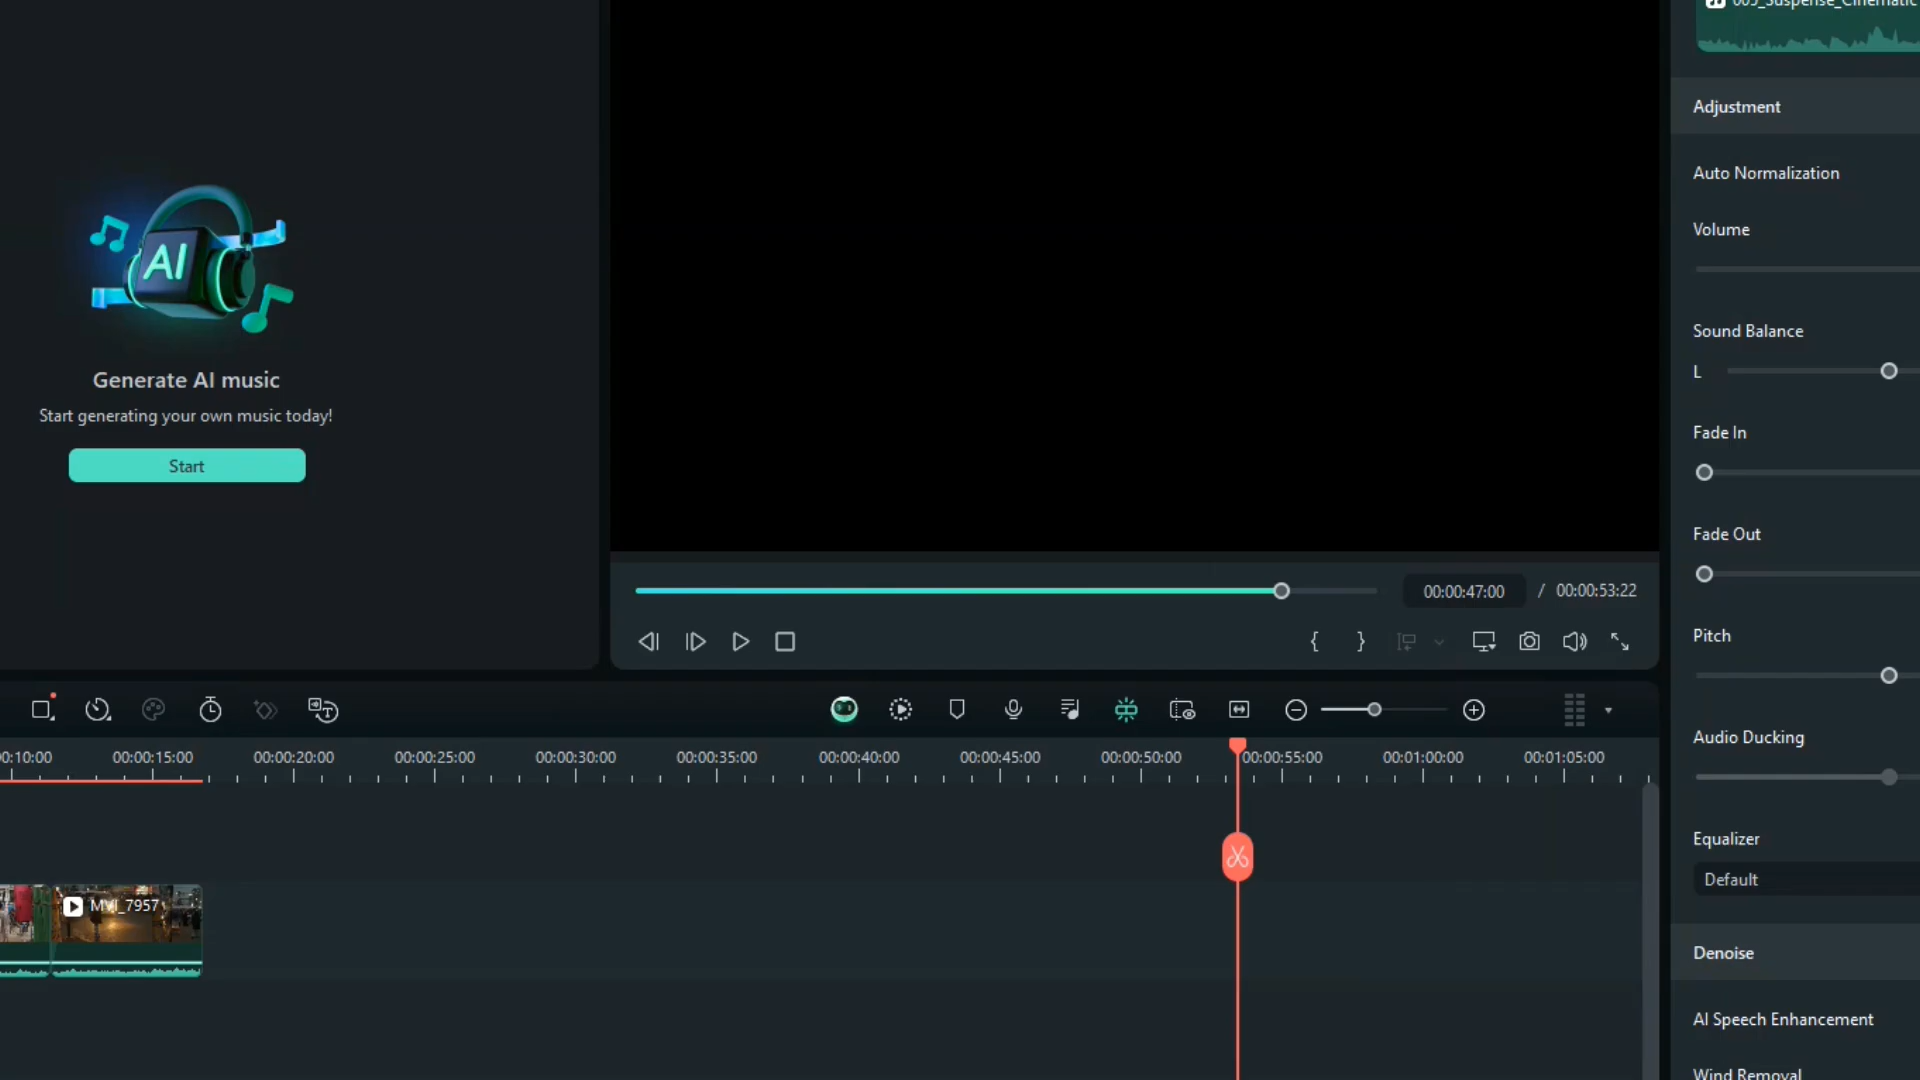 AI
Generate AI music
Start generating your own music today!
Start
00:00:47:00 / 00:00:53:22
0:10:00 00:00:15:00 00:00:20:00 00:00:25:00 00:00:30:00 00:00:35:00 00:00:40:00 00:00:45:00 00:00:50:00 00:00:55:00 00:01:00:00 00:01:05:00
MVI_7957
005_Suspense_Cinematic
Adjustment
Auto Normalization
Volume
Sound Balance
L
Fade In
Fade Out
Pitch
Audio Ducking
Equalizer
Default
Denoise
AI Speech Enhancement
Wind Removal